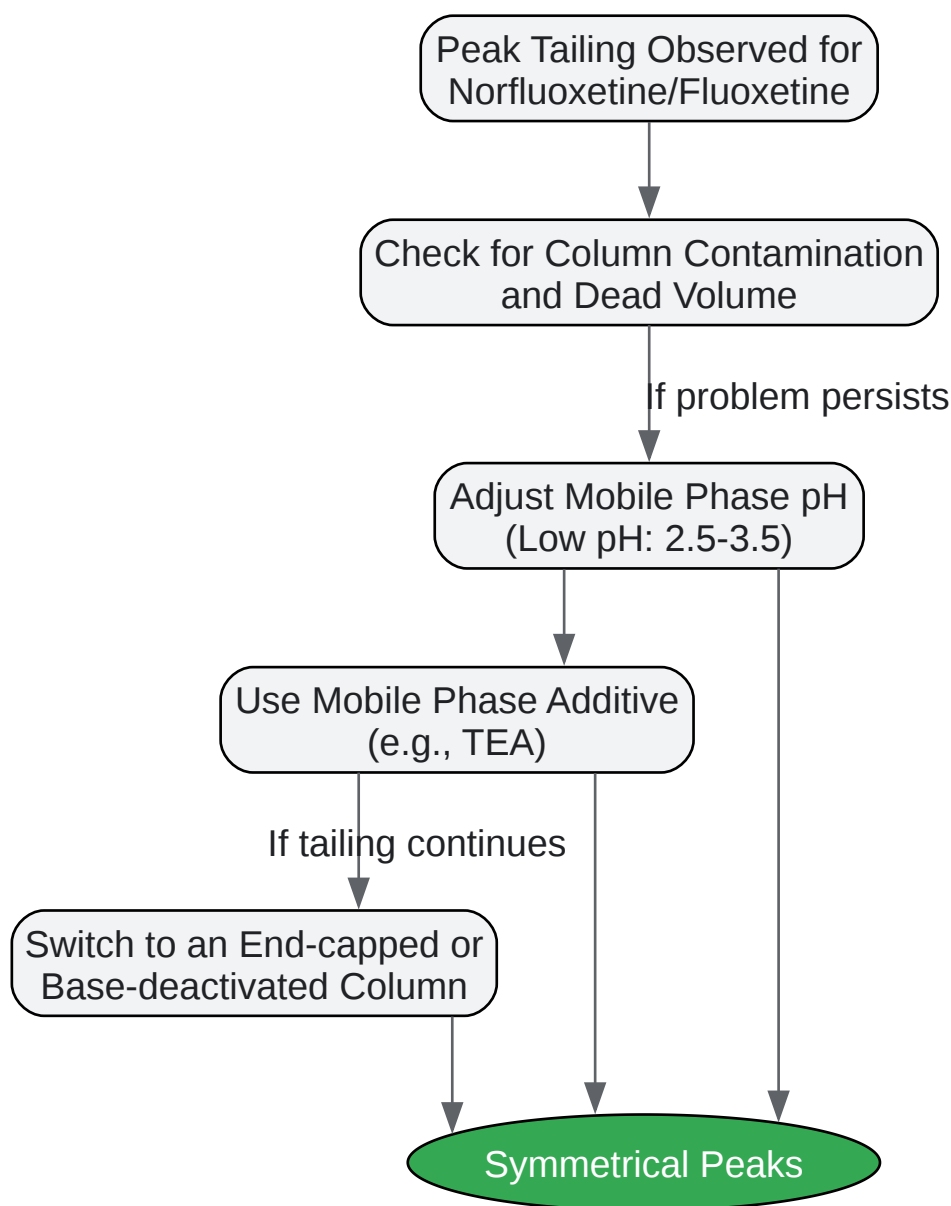 Peak Tailing Observed for
Norfluoxetine/Fluoxetine
Check for Column Contamination
and Dead Volume
If problem persists
Adjust Mobile Phase pH
(Low pH: 2.5-3.5)
Use Mobile Phase Additive
(e.g., TEA)
If tailing continues
Switch to an End-capped or
Base-deactivated Column
Symmetrical Peaks